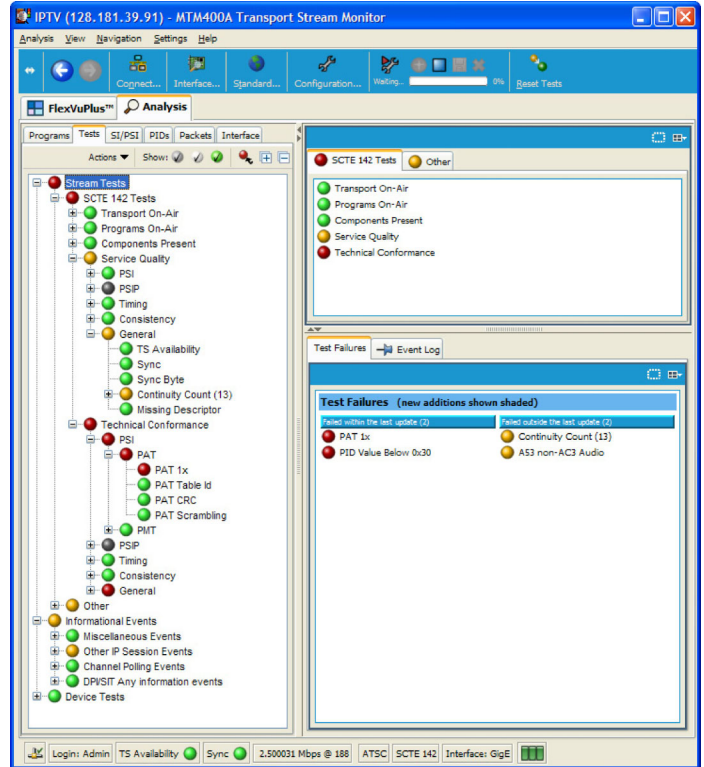 IPTV (128.181.39.91) - MTM400A Transport Stream Monitor
Analysis View Navigation Settings Help
Connect... Interface... Standard... Configuration... Waiting... 0% Reset Tests
FlexVuPlus™ Analysis
Programs Tests SI/PSI PIDs Packets Interface
Actions Show:
Stream Tests
SCTE 142 Tests
Transport On-Air
Programs On-Air
Components Present
Service Quality
PSI
PSIP
Timing
Consistency
General
TS Availability
Sync
Sync Byte
Continuity Count (13)
Missing Descriptor
Technical Conformance
PSI
PAT
PAT 1x
PAT Table Id
PAT CRC
PAT Scrambling
PMT
PSIP
Timing
Consistency
General
Other
Informational Events
Miscellaneous Events
Other IP Session Events
Channel Polling Events
DPI/SIT Any information events
Device Tests
SCTE 142 Tests Other
Transport On-Air
Programs On-Air
Components Present
Service Quality
Technical Conformance
Test Failures Event Log
Test Failures (new additions shown shaded)
Failed within the last update (2) Failed outside the last update (2)
PAT 1x Continuity Count (13)
PID Value Below 0x30 A53 non-AC3 Audio
Login: Admin TS Availability Sync 2.500031 Mbps @ 188 ATSC SCTE 142 Interface: GigE